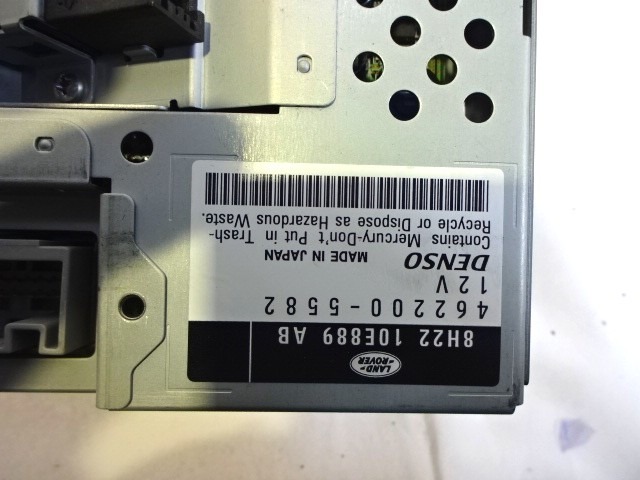 LAND-
-ROVER
8H22 10E889 AB
462200-5582
12V
DENSO
MADE IN JAPAN
Contains Mercury-Don't Put in Trash-
Recycle or Dispose as Hazardous Waste.